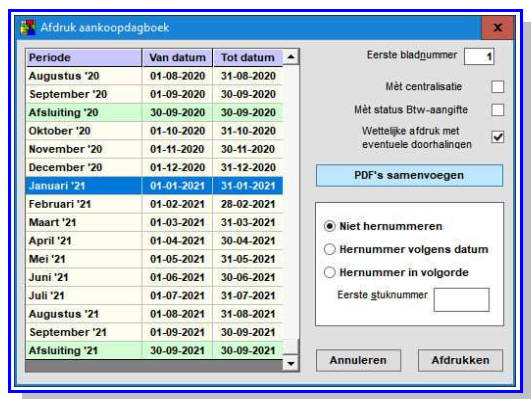 Afdruk aankoopdagboek
x
Periode Van datum Tot datum
Augustus '20 01-08-2020 31-08-2020
September '20 01-09-2020 30-09-2020
Afsluiting '20 30-09-2020 30-09-2020
Oktober '20 01-10-2020 31-10-2020
November '20 01-11-2020 30-11-2020
December '20 01-12-2020 31-12-2020
Januari '21 01-01-2021 31-01-2021
Februari '21 01-02-2021 28-02-2021
Maart '21 01-03-2021 31-03-2021
April '21 01-04-2021 30-04-2021
Mei '21 01-05-2021 31-05-2021
Juni '21 01-06-2021 30-06-2021
Juli '21 01-07-2021 31-07-2021
Augustus '21 01-08-2021 31-08-2021
September '21 01-09-2021 30-09-2021
Afsluiting '21 30-09-2021 30-09-2021
Eerste bladnummer 1
Mèt centralisatie
Mèt status Btw-aangifte
Wettelijke afdruk met
eventuele doorhalingen
PDF's samenvoegen
Niet hernummeren
Hernummer volgens datum
Hernummer in volgorde
Eerste stuknummer
Annuleren Afdrukken